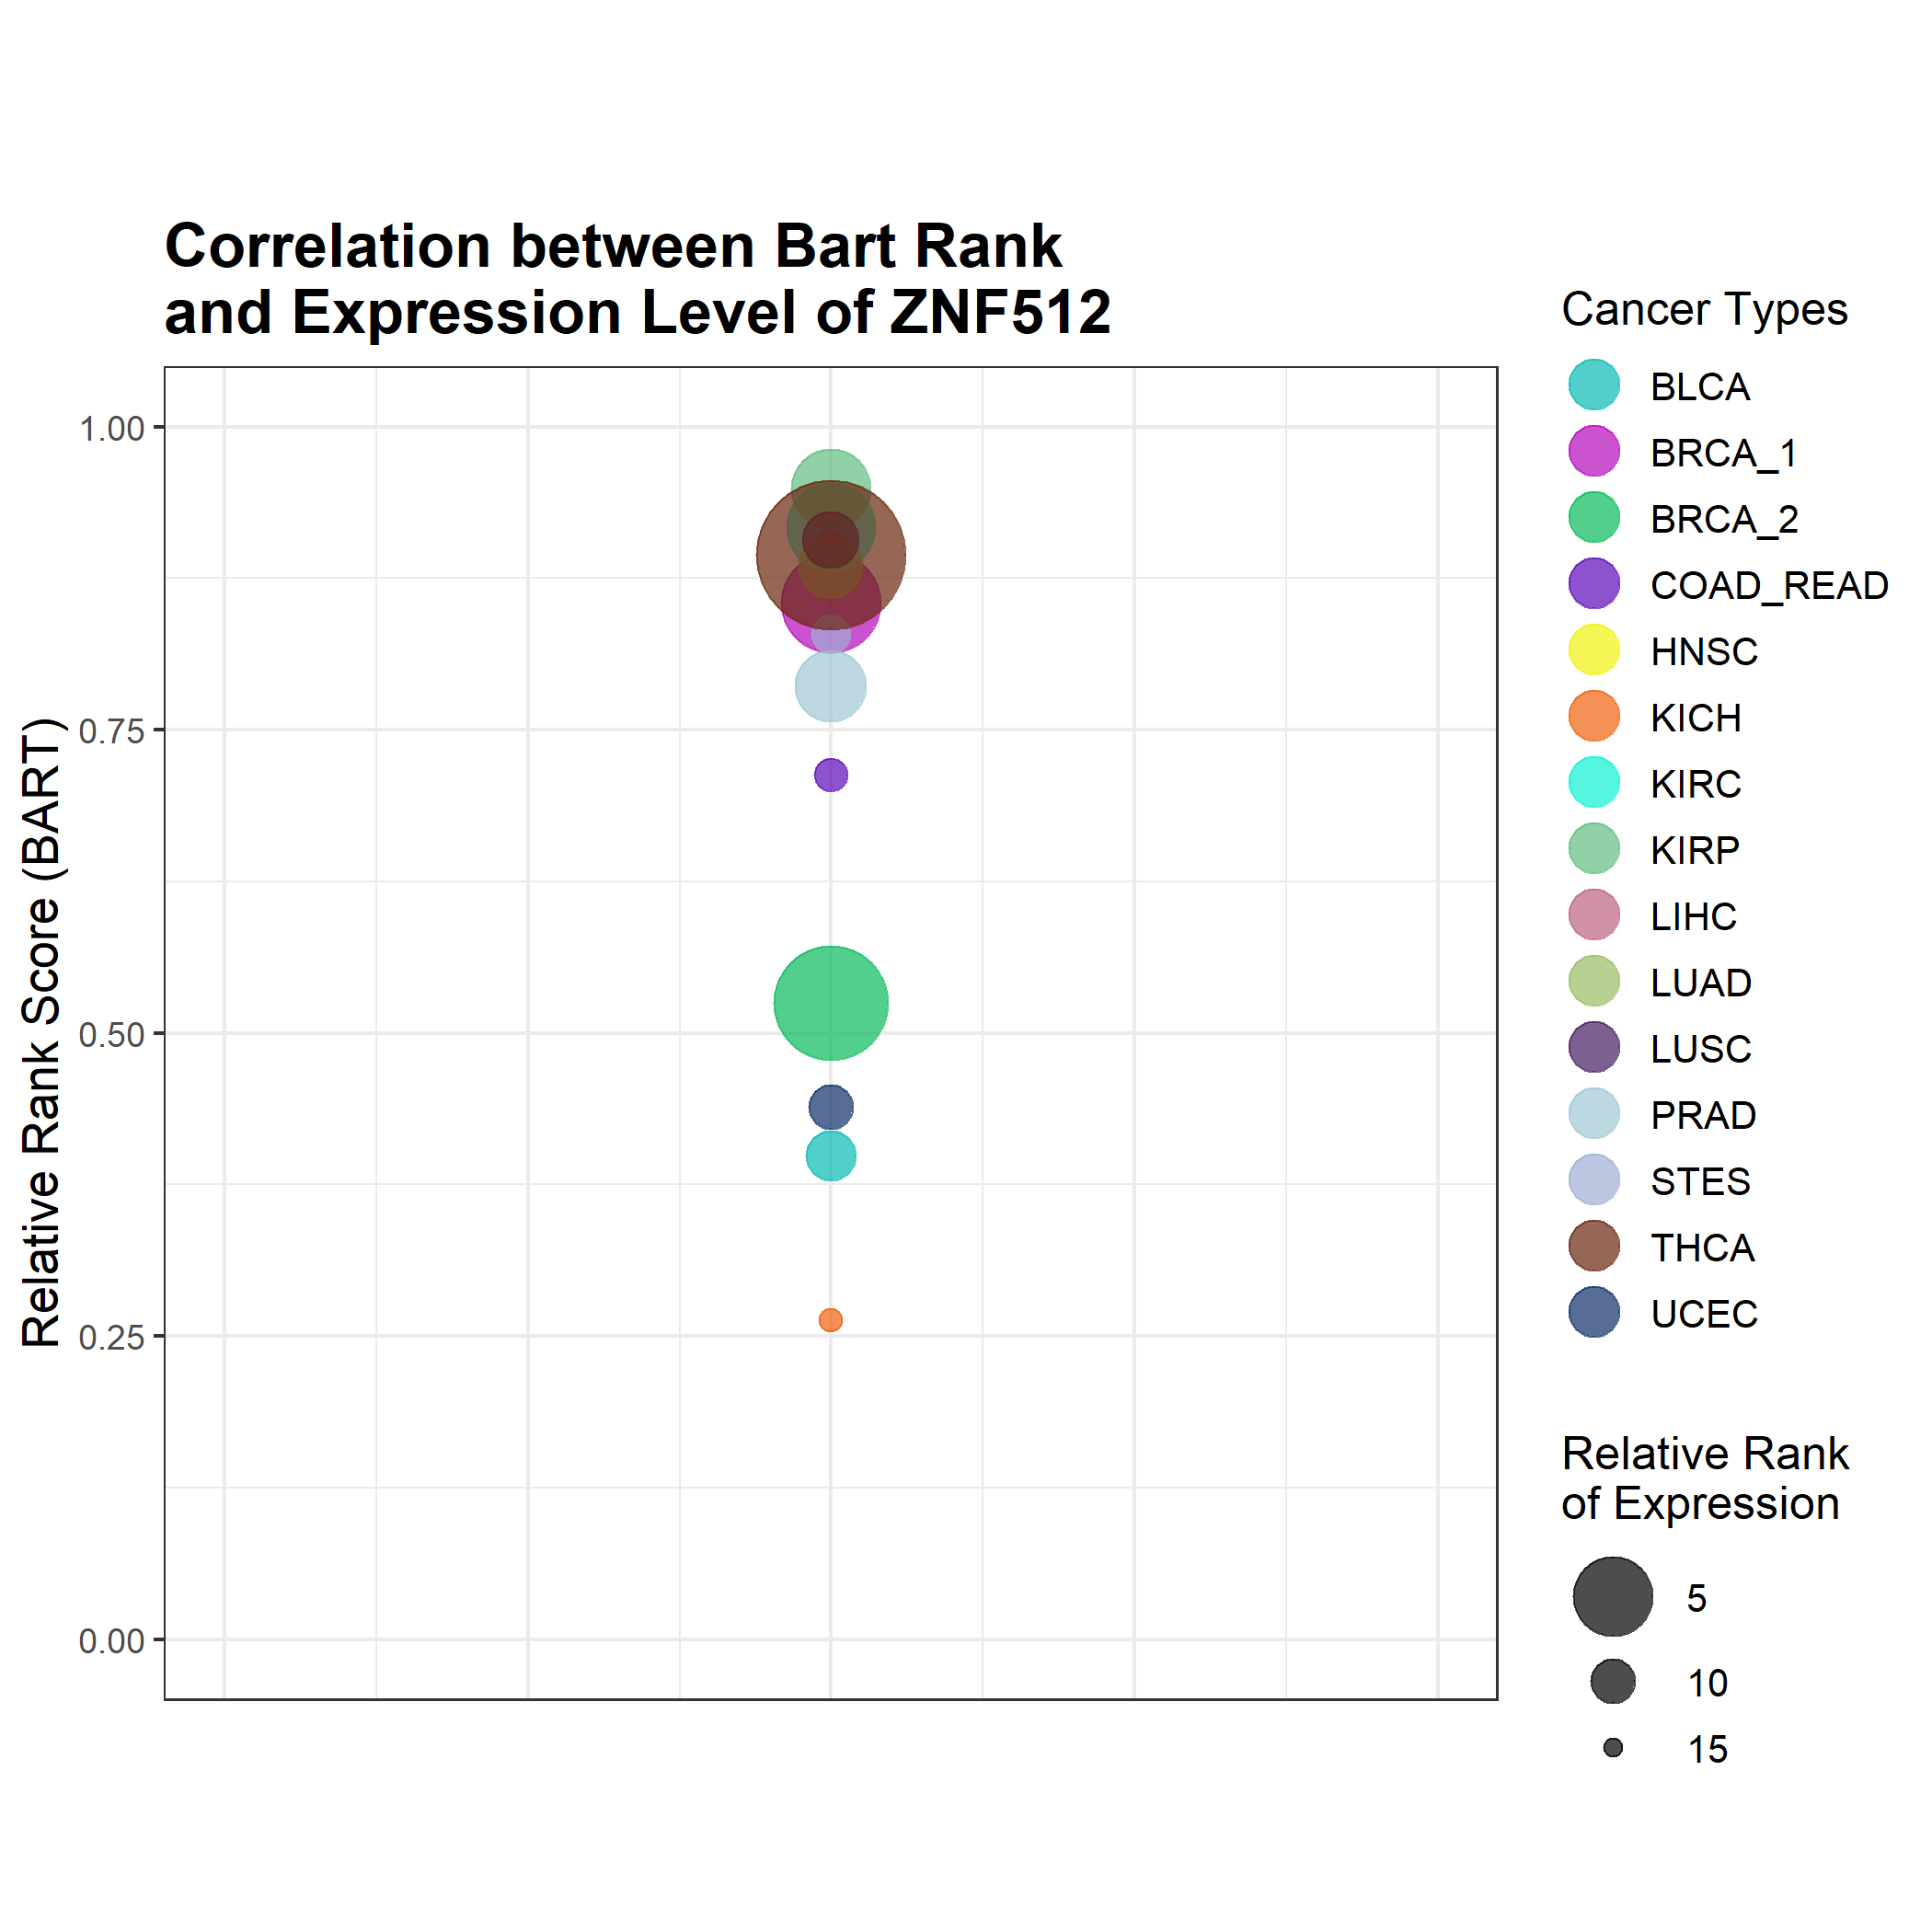 Correlation between Bart Rank
and Expression Level of ZNF512
Relative Rank Score (BART)
1.00
0.75
0.50
0.25
0.00
Cancer Types
BLCA
BRCA_1
BRCA_2
COAD_READ
HNSC
KICH
KIRC
KIRP
LIHC
LUAD
LUSC
PRAD
STES
THCA
UCEC
Relative Rank
of Expression
5
10
15